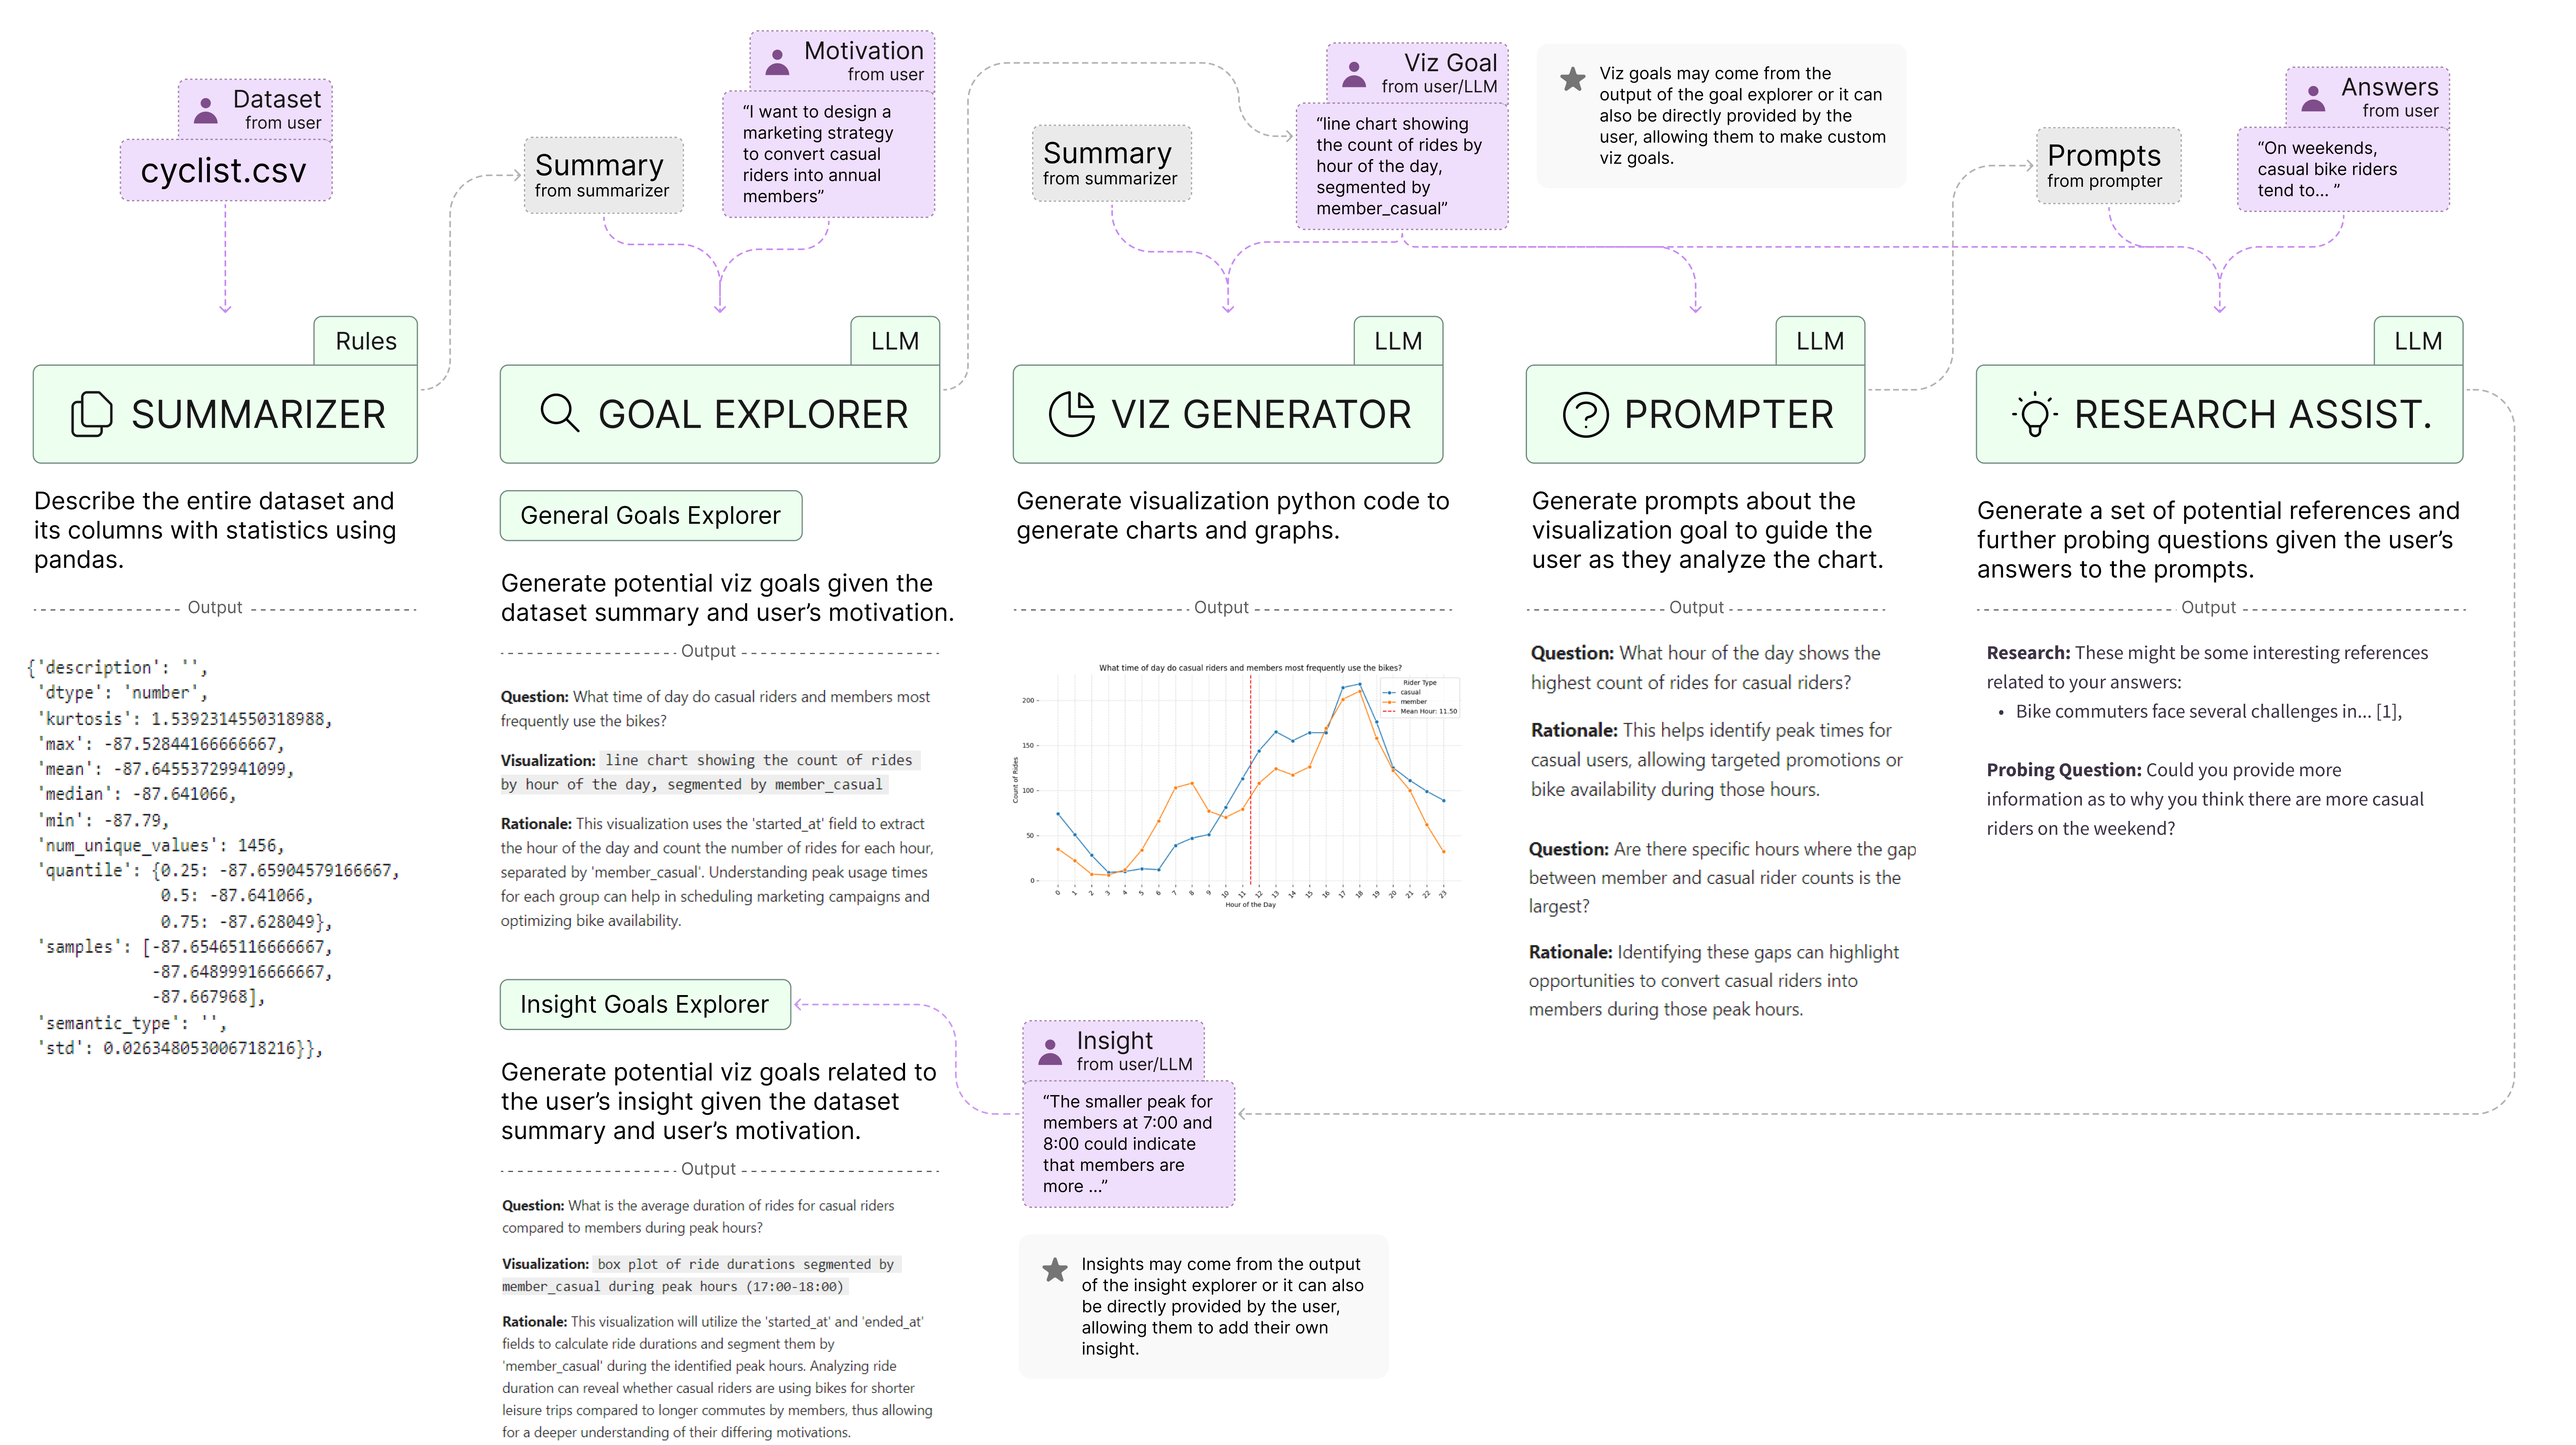 Dataset
from user
cyclist.csv
Rules
SUMMARIZER
Describe the entire dataset and
its columns with statistics using
pandas.
Output
{'description': '',
'dtype': 'number',
'kurtosis': 1.5392314550318988,
'max': -87.52844166666667,
'mean': -87.64553729941099,
'median': -87.641066,
'min': -87.79,
'num_unique_values': 1456,
'quantile': {0.25: -87.65904579166667,
0.5: -87.641066,
0.75: -87.628049},
'samples': [-87.65465116666667,
-87.64899916666667,
-87.667968],
'semantic_type': '',
'std': 0.026348053006718216}},
Summary
from summarizer
Motivation
from user
“I want to design a
marketing strategy
to convert casual
riders into annual
members”
LLM
GOAL EXPLORER
General Goals Explorer
Generate potential viz goals given the
dataset summary and user’s motivation.
Output
Question: What time of day do casual riders and members most
frequently use the bikes?
Visualization: line chart showing the count of rides
by hour of the day, segmented by member_casual
Rationale: This visualization uses the 'started_at' field to extract
the hour of the day and count the number of rides for each hour,
separated by 'member_casual'. Understanding peak usage times
for each group can help in scheduling marketing campaigns and
optimizing bike availability.
Insight Goals Explorer
Generate potential viz goals related to
the user’s insight given the dataset
summary and user’s motivation.
Output
Question: What is the average duration of rides for casual riders
compared to members during peak hours?
Visualization: box plot of ride durations segmented by
member_casual during peak hours (17:00-18:00)
Rationale: This visualization will utilize the 'started_at' and 'ended_at'
fields to calculate ride durations and segment them by
'member_casual' during the identified peak hours. Analyzing ride
duration can reveal whether casual riders are using bikes for shorter
leisure trips compared to longer commutes by members, thus allowing
for a deeper understanding of their differing motivations.
Summary
from summarizer
Viz Goal
from user/LLM
“line chart showing
the count of rides by
hour of the day,
segmented by
member_casual”
Viz goals may come from the
output of the goal explorer or it can
also be directly provided by the
user, allowing them to make custom
viz goals.
LLM
VIZ GENERATOR
Generate visualization python code to
generate charts and graphs.
Output
What time of day do casual riders and members most frequently use the bikes?
Rider Type
casual
member
Mean Hour: 11.50
Count of Rides
200
150
100
50
0
0 1 2 3 4 5 6 7 8 9 10 11 12 13 14 15 16 17 18 19 20 21 22 23
Hour of the Day
Insight
from user/LLM
“The smaller peak for
members at 7:00 and
8:00 could indicate
that members are
more ...”
Insights may come from the output
of the insight explorer or it can also
be directly provided by the user,
allowing them to add their own
insight.
LLM
PROMPTER
Generate prompts about the
visualization goal to guide the
user as they analyze the chart.
Output
Question: What hour of the day shows the
highest count of rides for casual riders?
Rationale: This helps identify peak times for
casual users, allowing targeted promotions or
bike availability during those hours.
Question: Are there specific hours where the gap
between member and casual rider counts is the
largest?
Rationale: Identifying these gaps can highlight
opportunities to convert casual riders into
members during those peak hours.
Prompts
from prompter
Answers
from user
“On weekends,
casual bike riders
tend to... ”
LLM
RESEARCH ASSIST.
Generate a set of potential references and
further probing questions given the user’s
answers to the prompts.
Output
Research: These might be some interesting references
related to your answers:
• Bike commuters face several challenges in... [1],
Probing Question: Could you provide more
information as to why you think there are more casual
riders on the weekend?